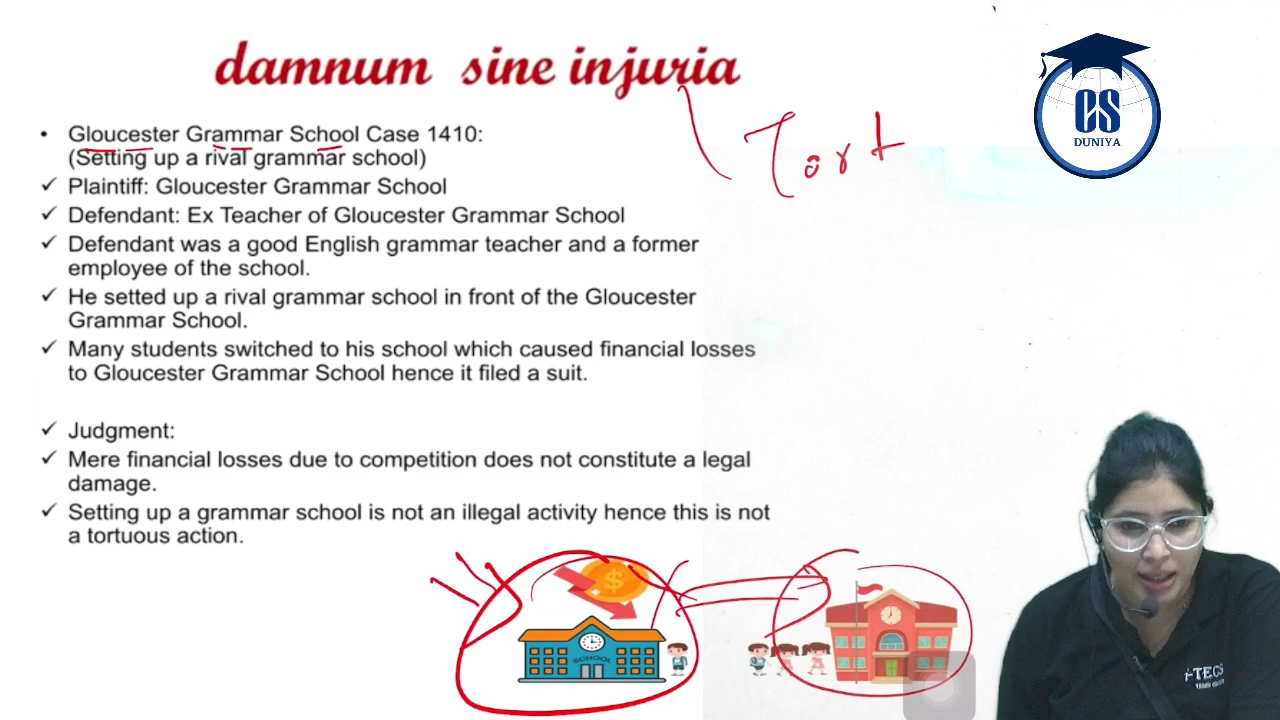 damnum sine injuria
• Gloucester Grammar School Case 1410:
(Setting up a rival grammar school)
✓ Plaintiff: Gloucester Grammar School
✓ Defendant: Ex Teacher of Gloucester Grammar School
✓ Defendant was a good English grammar teacher and a former
employee of the school.
✓ He setted up a rival grammar school in front of the Gloucester
Grammar School.
✓ Many students switched to his school which caused financial losses
to Gloucester Grammar School hence it filed a suit.
✓ Judgment:
✓ Mere financial losses due to competition does not constitute a legal
damage.
✓ Setting up a grammar school is not an illegal activity hence this is not
a tortuous action.
Tort
CS
DUNIYA
$
SCHOOL